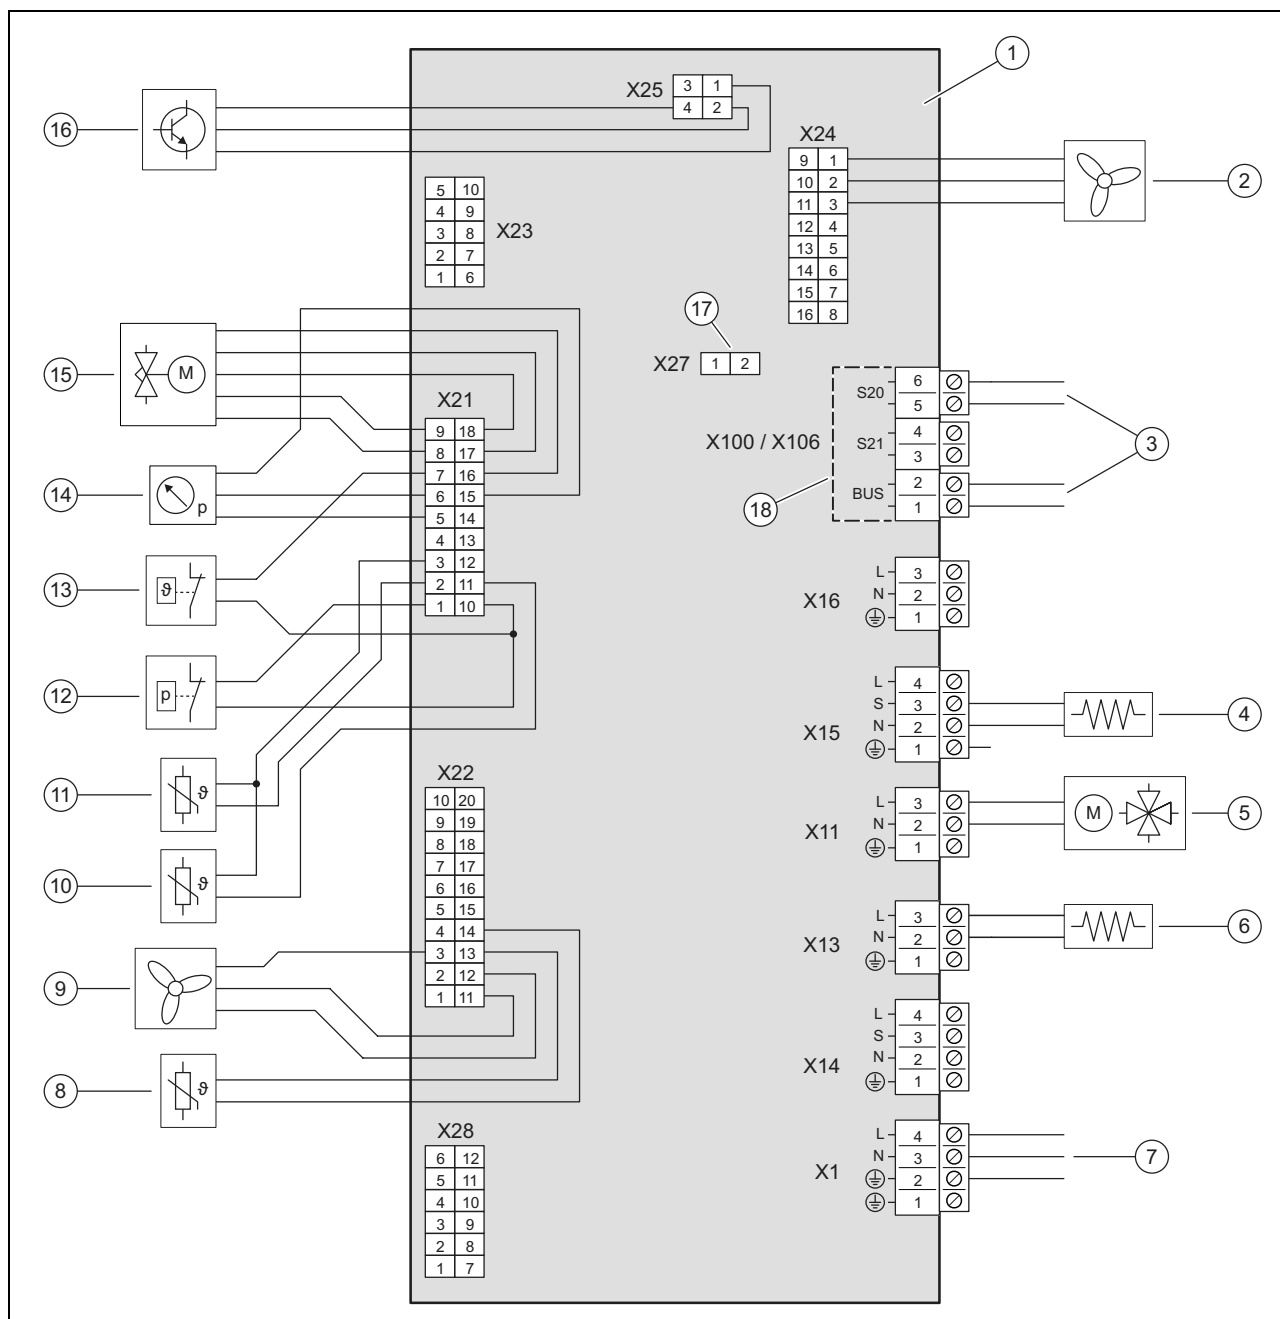 1
X25
3 1
4 2
16
X24
9 1
10 2
11 3
12 4
13 5
14 6
15 7
16 8
2
5 10
4 9
3 8
2 7
1 6
X23
17
X27
1 2
15
M
X21
9 18
8 17
7 16
6 15
5 14
4 13
3 12
2 11
1 10
X100 / X106
S20
6
5
S21
4
3
BUS
2
1
3
18
14
p
13
ϑ
X16
L 3
N 2
1
12
p
X15
L 4
S 3
N 2
1
4
11
ϑ
X22
10 20
9 19
8 18
7 17
6 16
5 15
4 14
3 13
2 12
1 11
X11
L 3
N 2
1
M
5
10
ϑ
X13
L 3
N 2
1
6
9
X14
L 4
S 3
N 2
1
8
ϑ
X28
6 12
5 11
4 10
3 9
2 8
1 7
X1
L 4
N 3
2
1
7